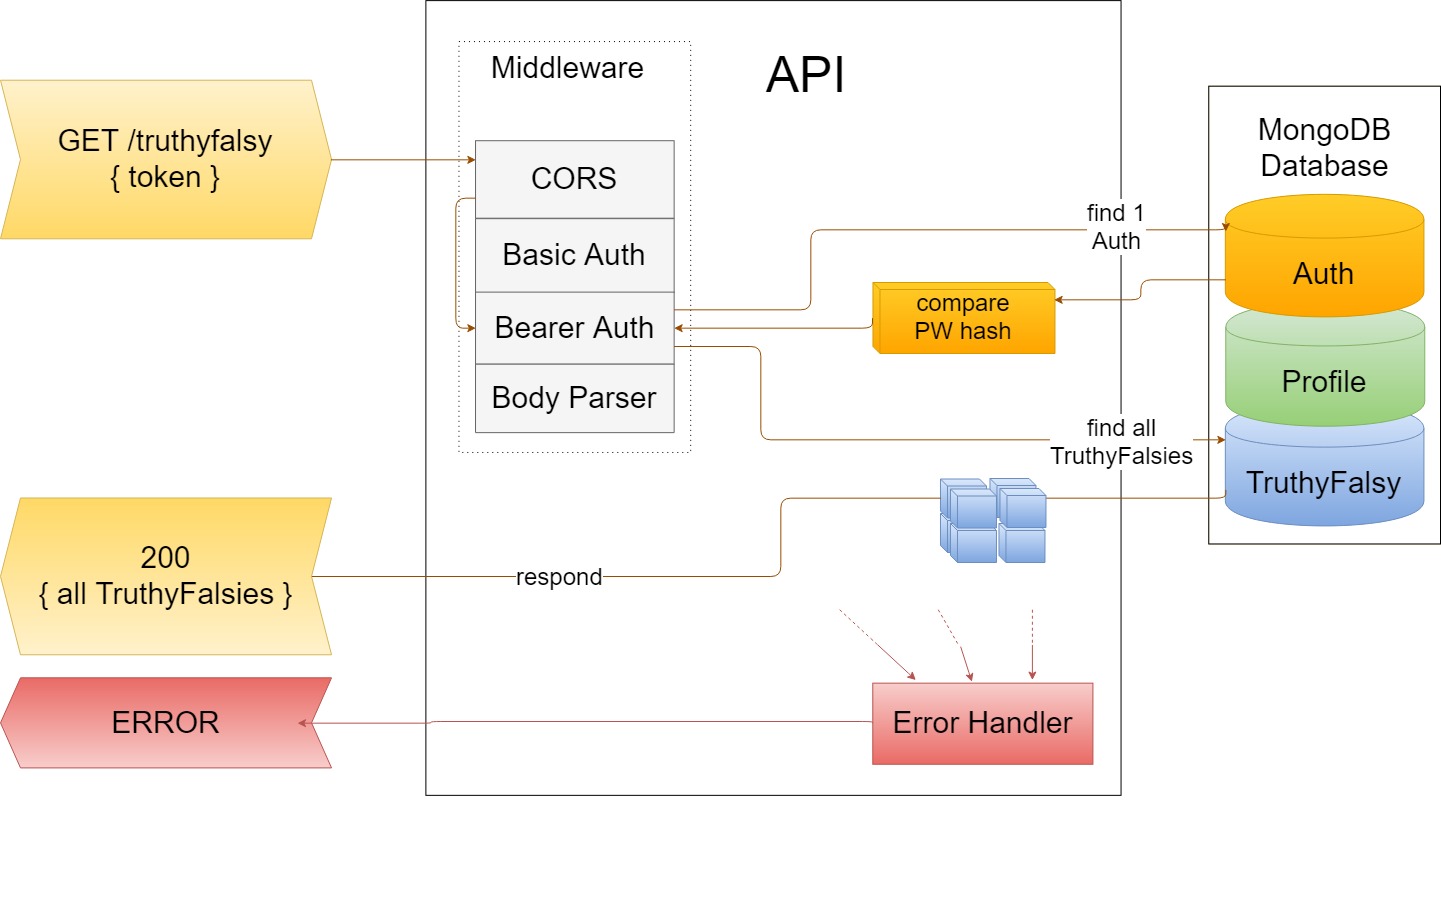 API
Middleware
GET /truthyfalsy
{ token }
CORS
Basic Auth
Bearer Auth
Body Parser
find 1
Auth
compare
PW hash
find all
TruthyFalsies
MongoDB
Database
Auth
Profile
TruthyFalsy
200
{ all TruthyFalsies }
respond
ERROR
Error Handler